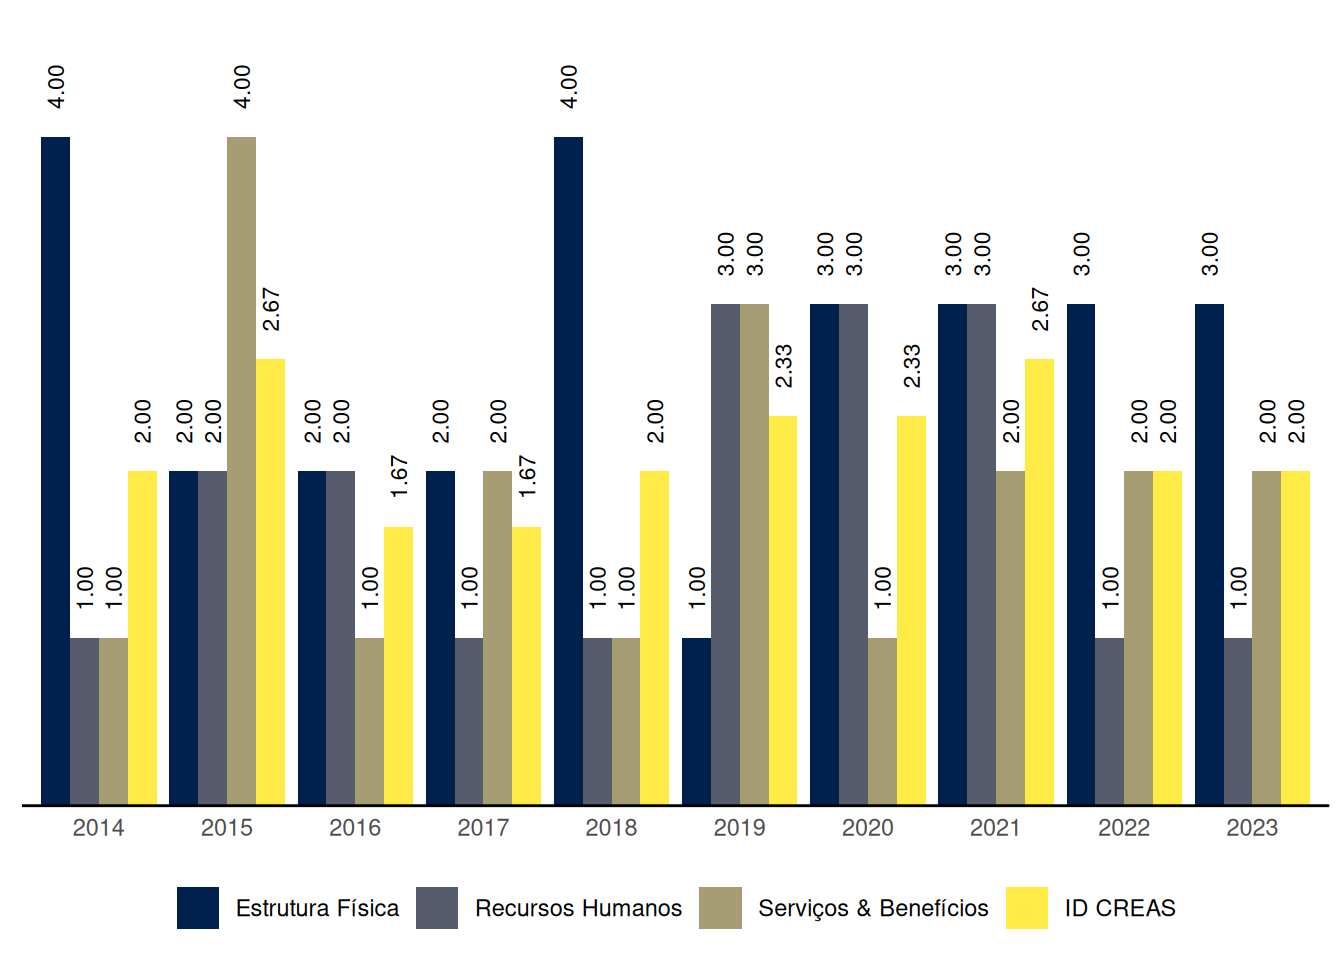 4.00 1.00 1.00 2.00
2.00 2.00 4.00 2.67
2.00 2.00 1.00 1.67
2.00 1.00 2.00 1.67
4.00 1.00 1.00 2.00
1.00 3.00 3.00 2.33
3.00 3.00 1.00 2.33
3.00 3.00 2.00 2.67
3.00 1.00 2.00 2.00
3.00 1.00 2.00 2.00
2014 2015 2016 2017 2018 2019 2020 2021 2022 2023
Estrutura Física Recursos Humanos Serviços & Benefícios ID CREAS